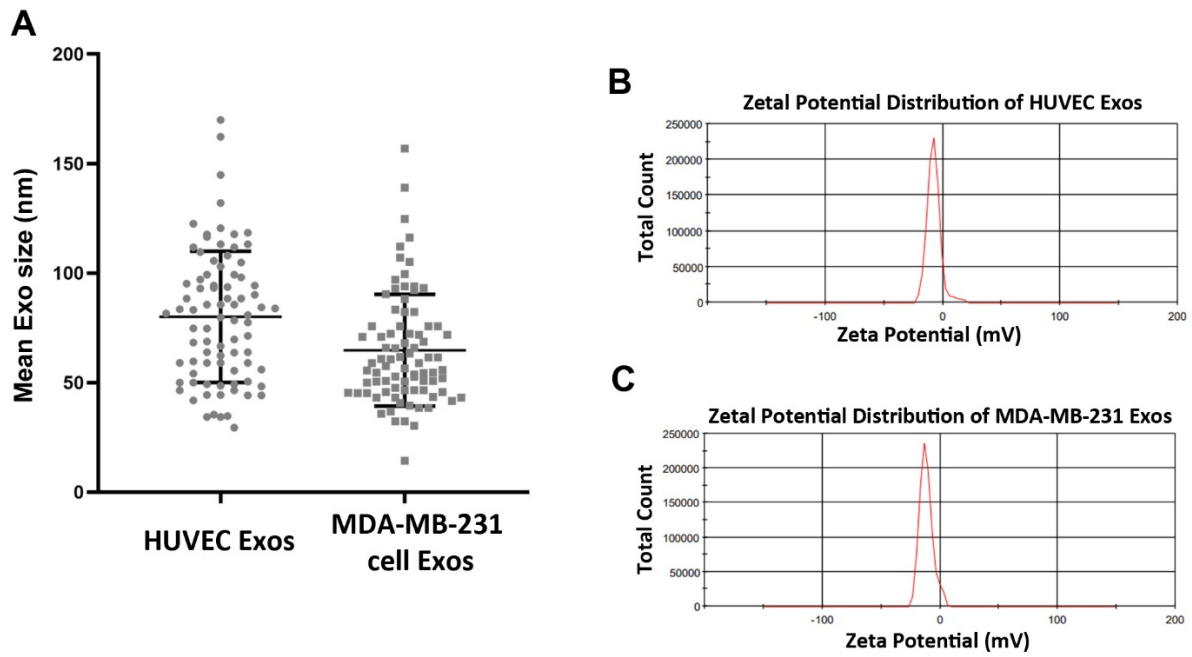 A
200
150
100
50
0
Mean Exo size (nm)
HUVEC Exos
MDA-MB-231
cell Exos
B
Zetal Potential Distribution of HUVEC Exos
250000
200000
150000
100000
50000
0
Total Count
-100
0
100
200
Zeta Potential (mV)
C
Zetal Potential Distribution of MDA-MB-231 Exos
250000
200000
150000
100000
50000
0
Total Count
-100
0
100
200
Zeta Potential (mV)